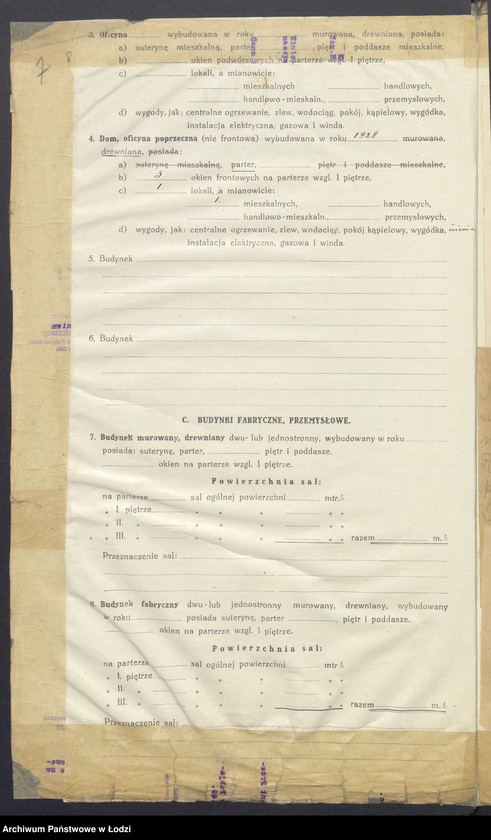 7
3. Oficyna wybudowana w roku murowana, drewniana, posiada:
a) suterynę mieszkalną, parter piętr i poddasze mieszkalne,
b) okien podwórzowych na parterze wzgl. I piętrze,
c) lokali, a mianowicie:
mieszkalnych handlowych,
handlowo-mieszkaln., przemysłowych,
d) wygody, jak: centralne ogrzewanie, zlew, wodociąg, pokój, kąpielowy, wygódka,
instalacja elektryczna, gazowa i winda.
4. Dom, oficyna poprzeczna (nie frontowa) wybudowana w roku 1928 murowana,
drewniana, posiada:
a) suterynę mieszkalną, parter, piętr i poddasze mieszkalne,
b) 3 okien frontowych na parterze wzgl. I piętrze,
c) 1 lokali, a mianowicie:
1. mieszkalnych, handlowych,
handlowo-mieszkaln., przemysłowych,
d) wygody, jak: centralne ogrzewanie, zlew, wodociąg, pokój kąpielowy, wygódka,
instalacja elektryczna, gazowa i winda.
5. Budynek
6. Budynek
C. BUDYNKI FABRYCZNE, PRZEMYSŁOWE.
7. Budynek murowany, drewniany dwu- lub jednostronny, wybudowany w roku
posiada: suterynę, parter, piętr i poddasze.
okien na parterze wzgl. I piętrze.
Powierzchnia sal:
na parterze sal ogólnej powierzchni mtr.²
„ I. piętrze „ „ „ „ „
„ II. „ „ „ „ „ „
„ III. „ „ „ „ „ „ razem m.²
Przeznaczenie sal:
8. Budynek fabryczny dwu-lub jednostronny murowany, drewniany, wybudowany
w roku posiada suterynę, parter piętr i poddasze.
okien na parterze wzgl. I piętrze.
Powierzchnia sal:
na parterze sal ogólnej powierzchni mtr.²
„ I. piętrze „ „ „ „ „
„ II. „ „ „ „ „ „
„ III. „ „ „ „ „ „ razem m.²
Przeznaczenie sal:
Archiwum Państwowe w Łodzi